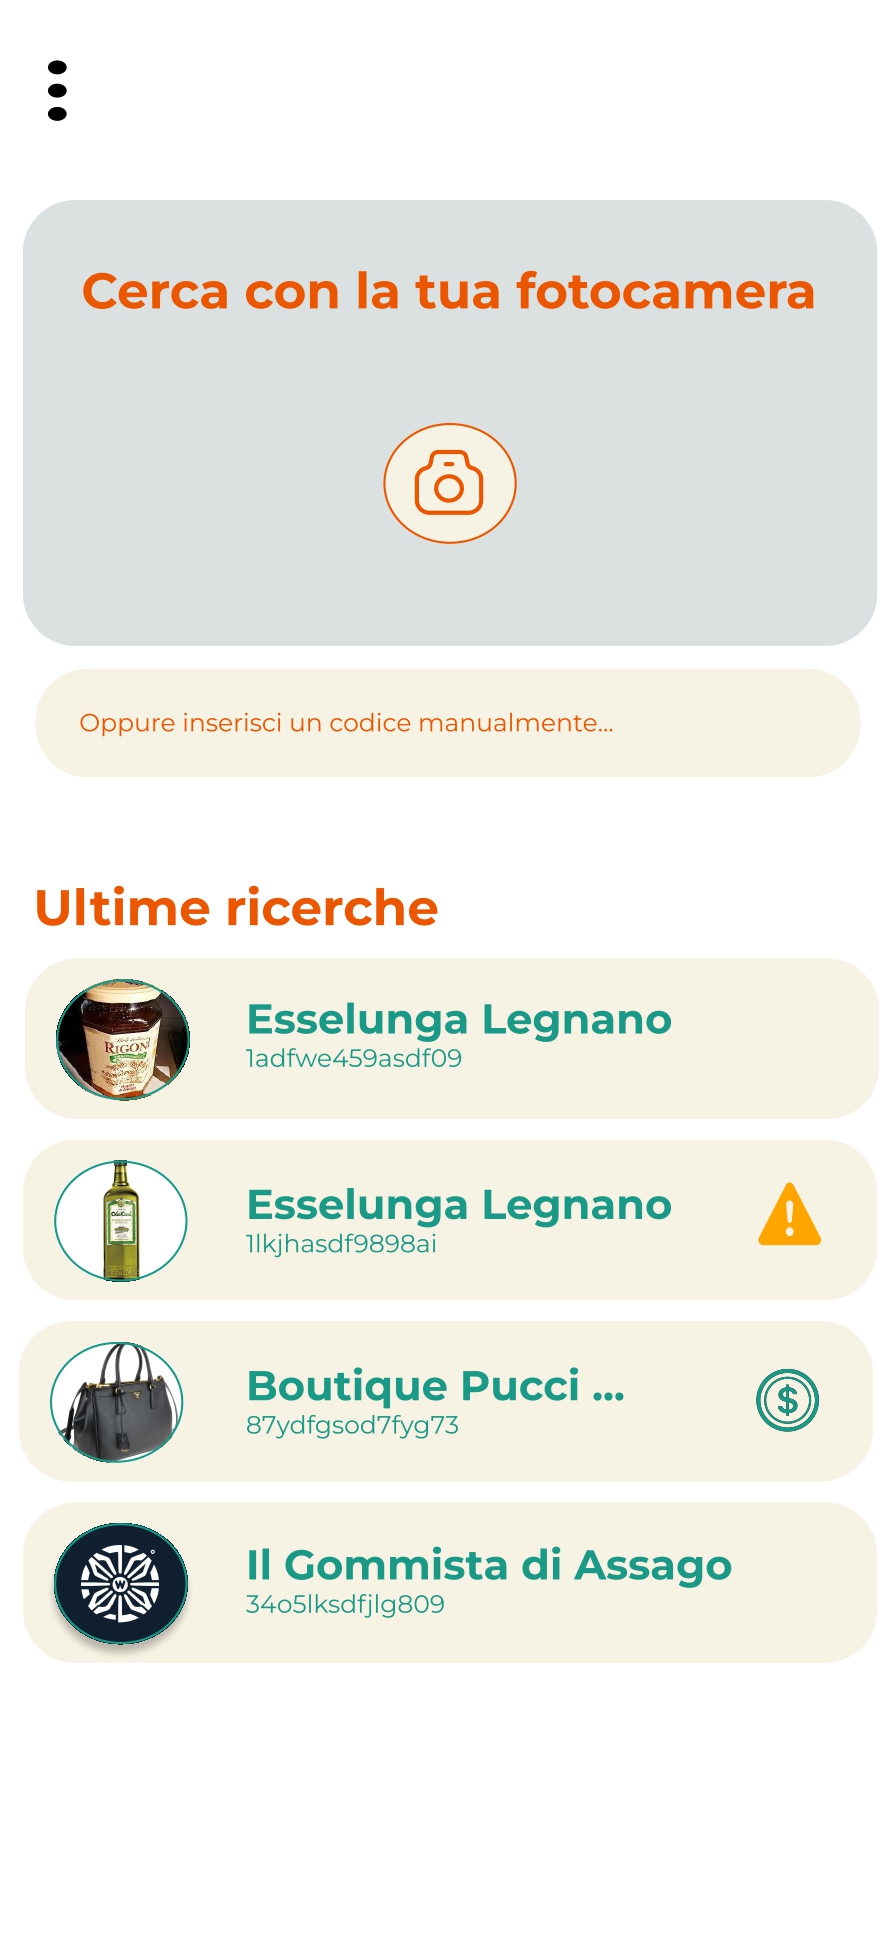 Cerca con la tua fotocamera
Oppure inserisci un codice manualmente...
Ultime ricerche
RIGONI
Esselunga Legnano
1adfwe459asdf09
Esselunga Legnano
1lkjhasdf9898ai
Boutique Pucci ...
87ydfgsod7fyg73
W
Il Gommista di Assago
34o5lksdfjlg809